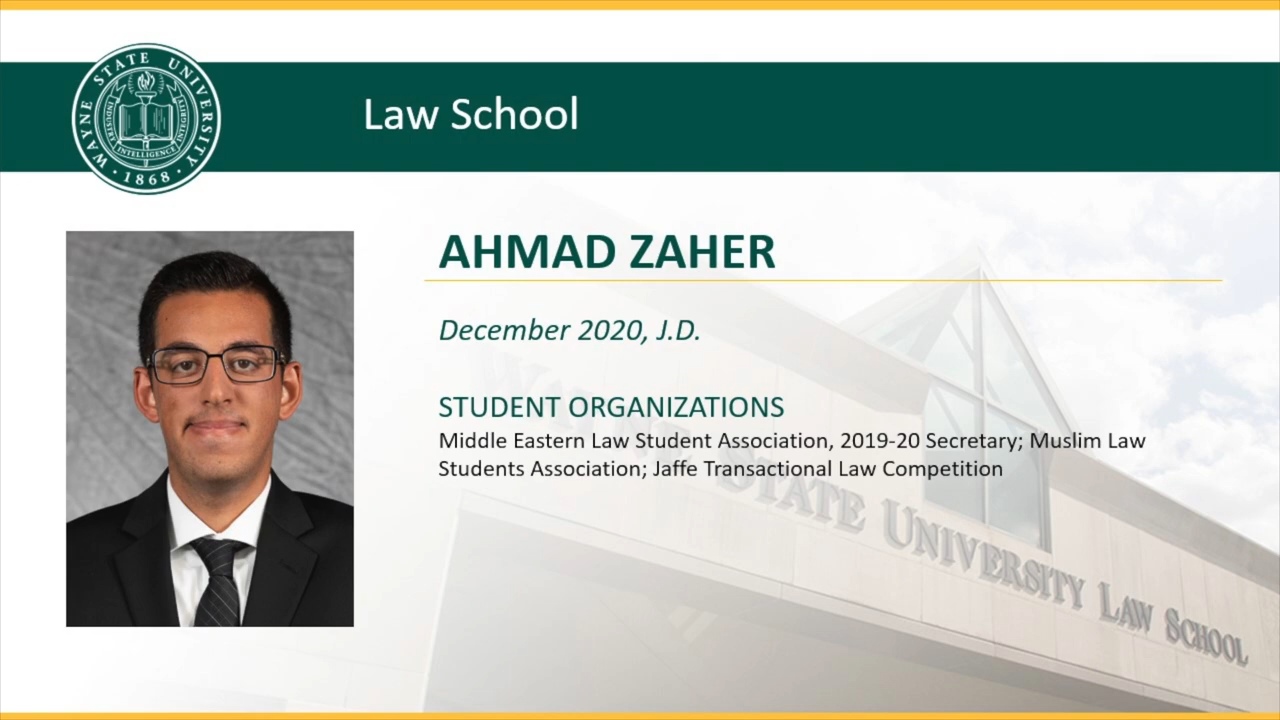 WAYNE STATE UNIVERSITY
INDUSTRY INTELLIGENCE INTEGRITY
· 1868 ·
Law School
AHMAD ZAHER
December 2020, J.D.
STUDENT ORGANIZATIONS
Middle Eastern Law Student Association, 2019-20 Secretary; Muslim Law
Students Association; Jaffe Transactional Law Competition
WAYNE STATE UNIVERSITY LAW SCHOOL